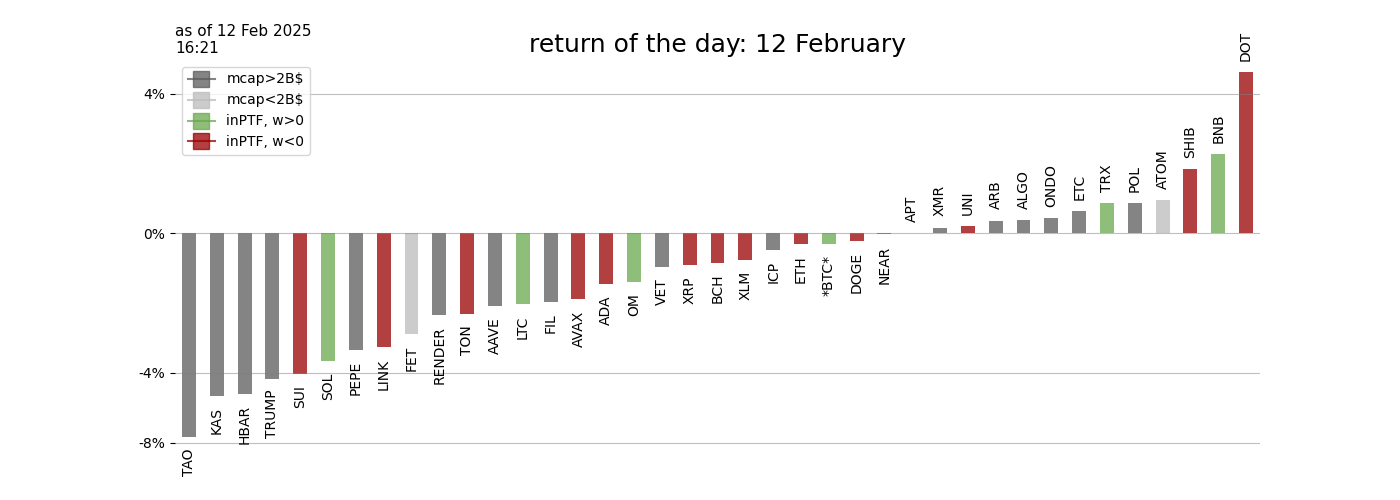 as of 12 Feb 2025
16:21
return of the day: 12 February
mcap>2B$
mcap<2B$
inPTF, w>0
inPTF, w<0
4%
0%
-4%
-8%
TAO
KAS
HBAR
TRUMP
SUI
SOL
PEPE
LINK
FET
RENDER
TON
AAVE
LTC
FIL
AVAX
ADA
OM
VET
XRP
BCH
XLM
ICP
ETH
*BTC*
DOGE
NEAR
APT
XMR
UNI
ARB
ALGO
ONDO
ETC
TRX
POL
ATOM
SHIB
BNB
DOT